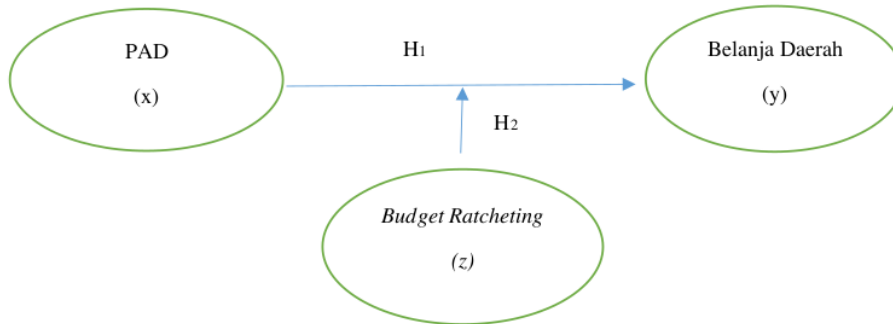 PAD
(x)
H1
Belanja Daerah
(y)
H2
Budget Ratcheting
(z)